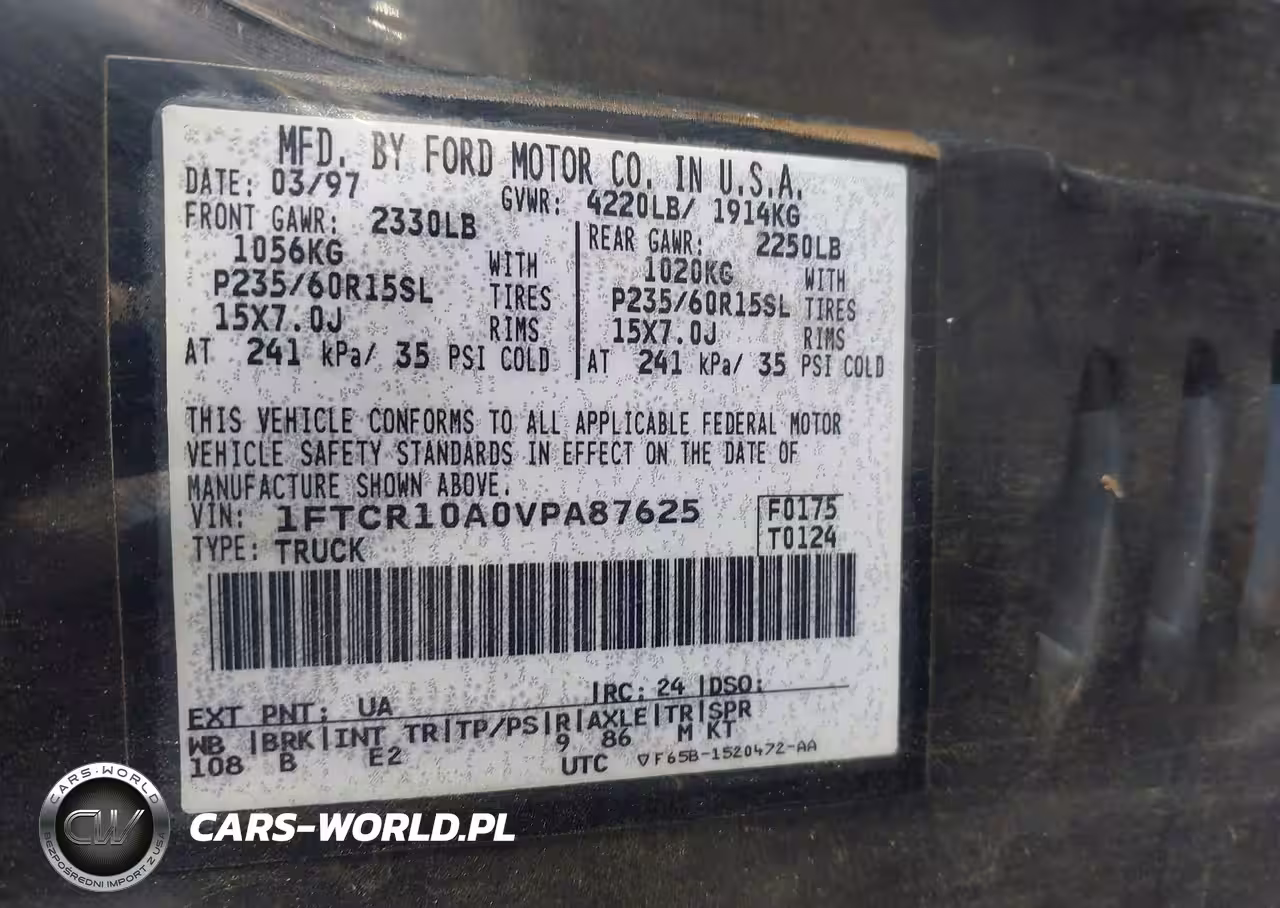 MFD. BY FORD MOTOR CO. IN U.S.A.
DATE: 03/97 GVWR: 4220LB/ 1914KG
FRONT GAWR: 2330LB
1056KG WITH
P235/60R15SL TIRES
15X7.0J RIMS
AT 241 kPa/ 35 PSI COLD
REAR GAWR: 2250LB
1020KG WITH
P235/60R15SL TIRES
15X7.0J RIMS
AT 241 kPa/ 35 PSI COLD
THIS VEHICLE CONFORMS TO ALL APPLICABLE FEDERAL MOTOR
VEHICLE SAFETY STANDARDS IN EFFECT ON THE DATE OF
MANUFACTURE SHOWN ABOVE.
VIN: 1FTCR10A0VPA87625 F0175
TYPE: TRUCK T0124
EXT PNT: UA |RC: 24 |DSO:
WB |BRK|INT TR|TP/PS|R|AXLE|TR|SPR
108 B E2 9 86 M KT
UTC ▽F65B-1520472-AA
CARS-WORLD
CW
BEZPOŚREDNI IMPORT Z USA
CARS-WORLD.PL